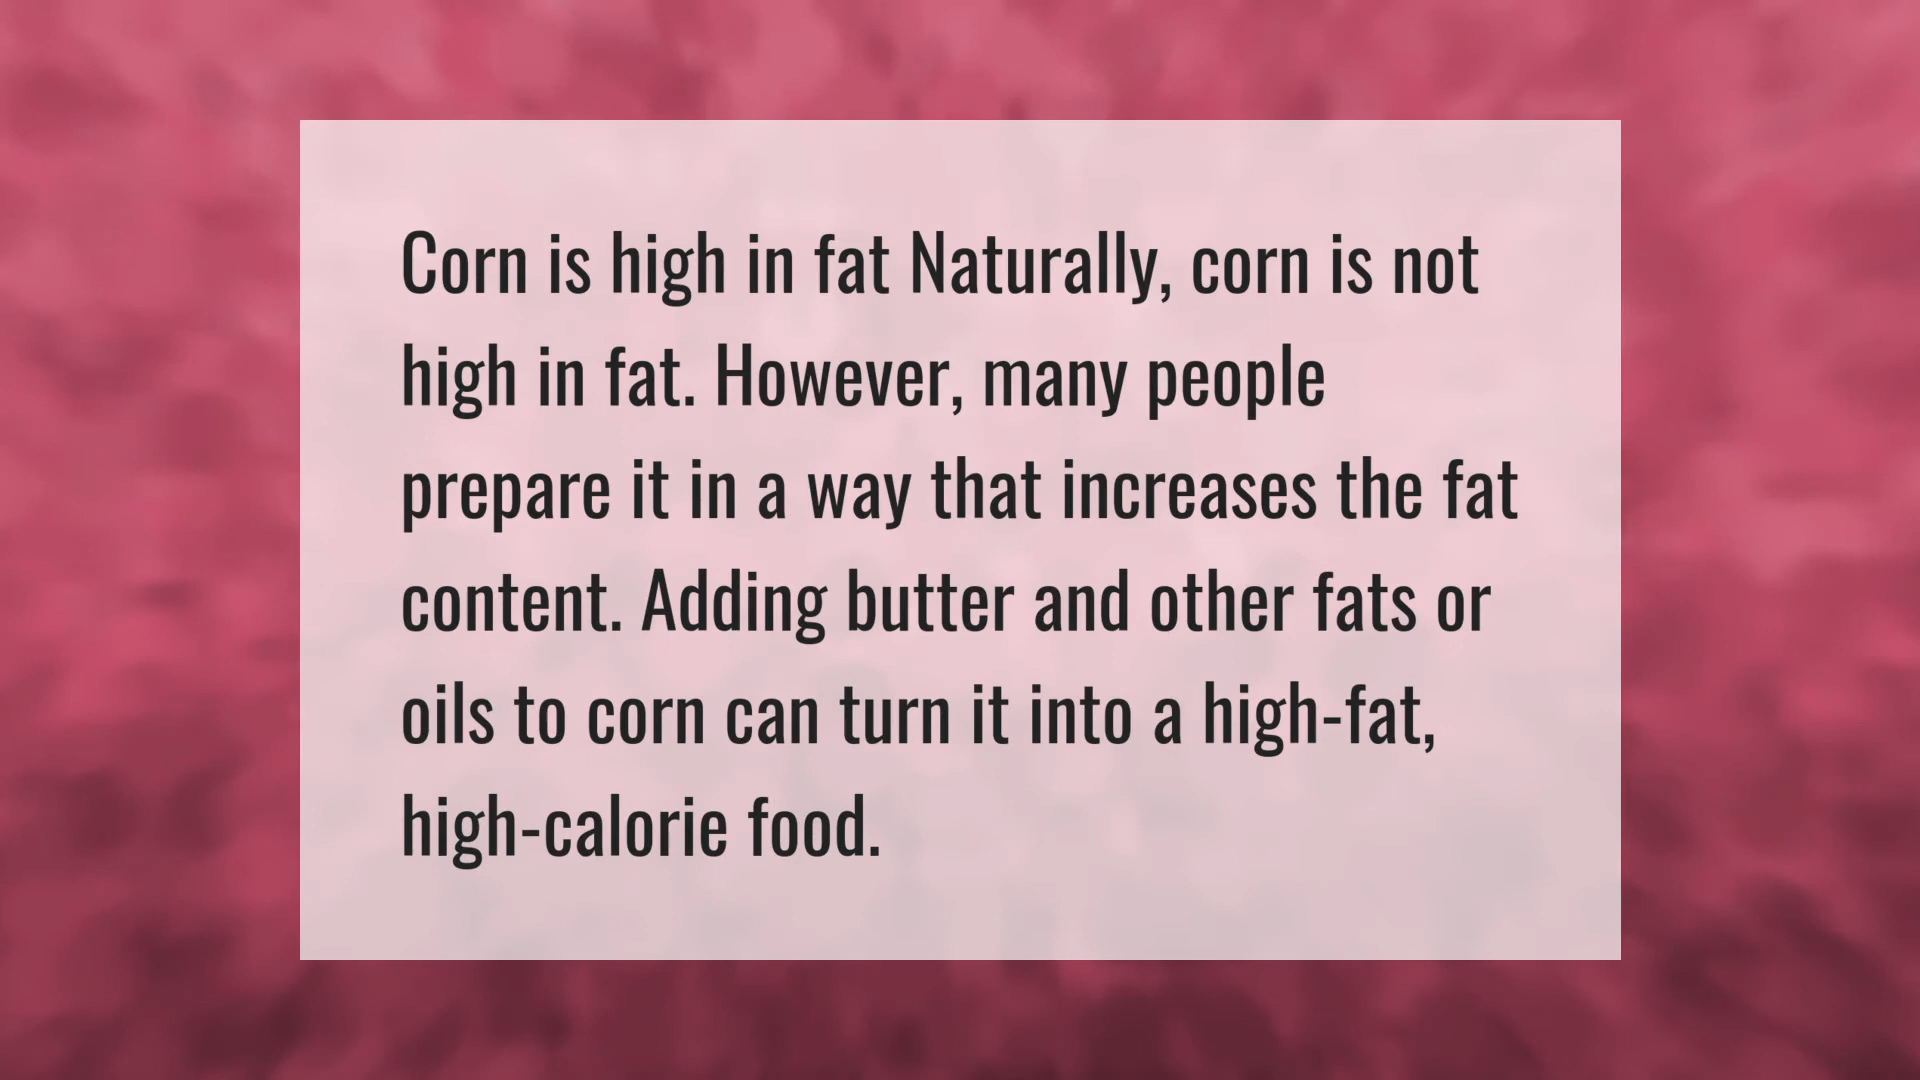 Corn is high in fat Naturally, corn is not
high in fat. However, many people
prepare it in a way that increases the fat
content. Adding butter and other fats or
oils to corn can turn it into a high-fat,
high-calorie food.